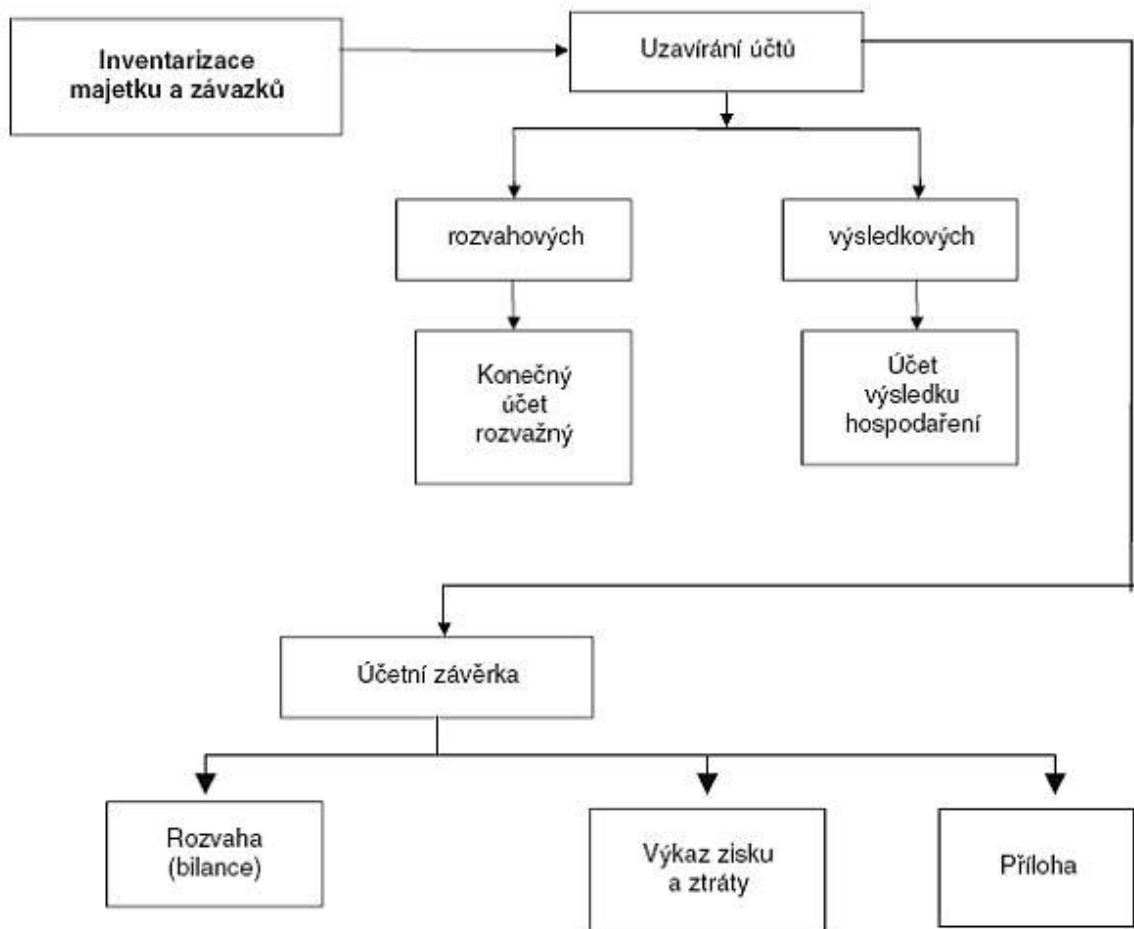 Inventarizace
majetku a závazků
Uzavírání účtů
rozvahových
výsledkových
Konečný
účet
rozvažný
Účet
výsledku
hospodaření
Účetní závěrka
Rozvaha
(bilance)
Výkaz zisku
a ztráty
Příloha